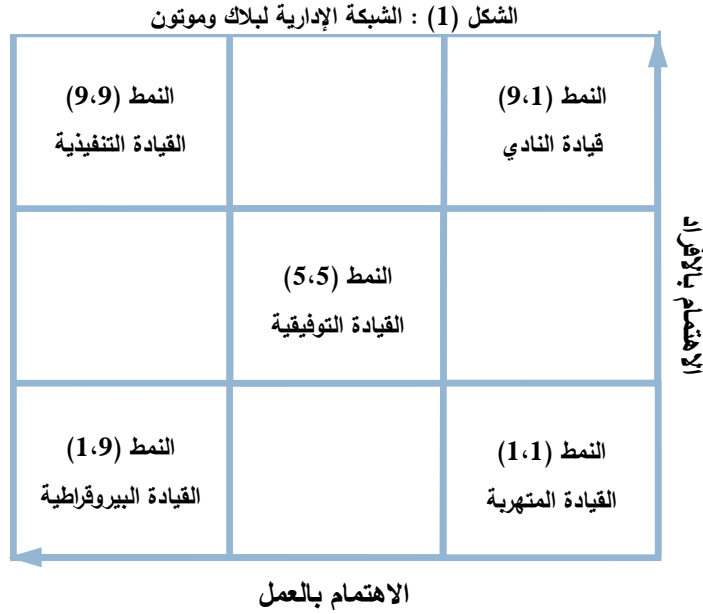 الشكل (1) : الشبكة الإدارية لبلاك وموتون
النمط (9،1)
قيادة النادي
النمط (9،9)
القيادة التنفيذية
الاهتمام بالافراد
النمط (5،5)
القيادة التوفيقية
النمط (1،1)
القيادة المتهربة
النمط (1،9)
القيادة البيروقراطية
الاهتمام بالعمل